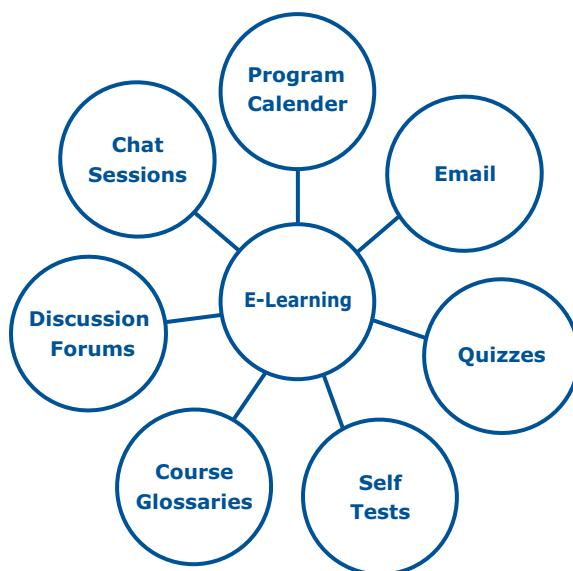 Program
Calender
Chat
Sessions
Email
E-Learning
Discussion
Forums
Quizzes
Course
Glossaries
Self
Tests